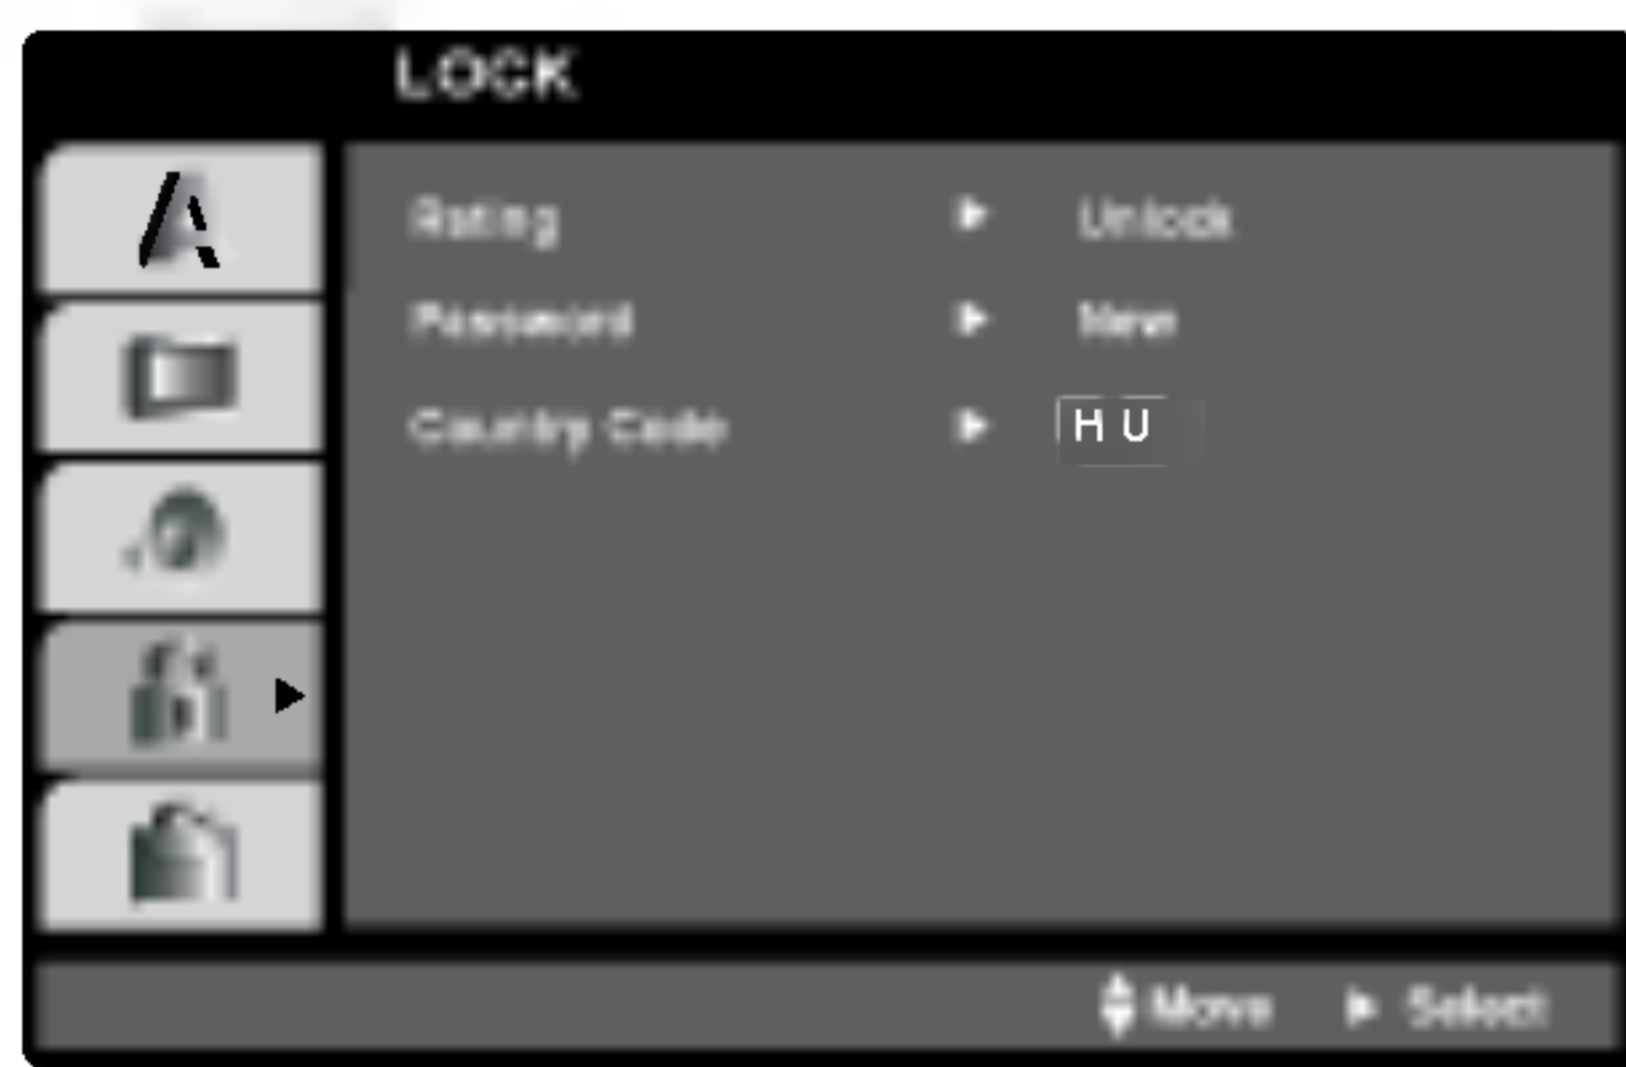 LOCK
Rating ▶ Unlock
Password ▶ New
Country Code ▶ H U
Move ▶ Select